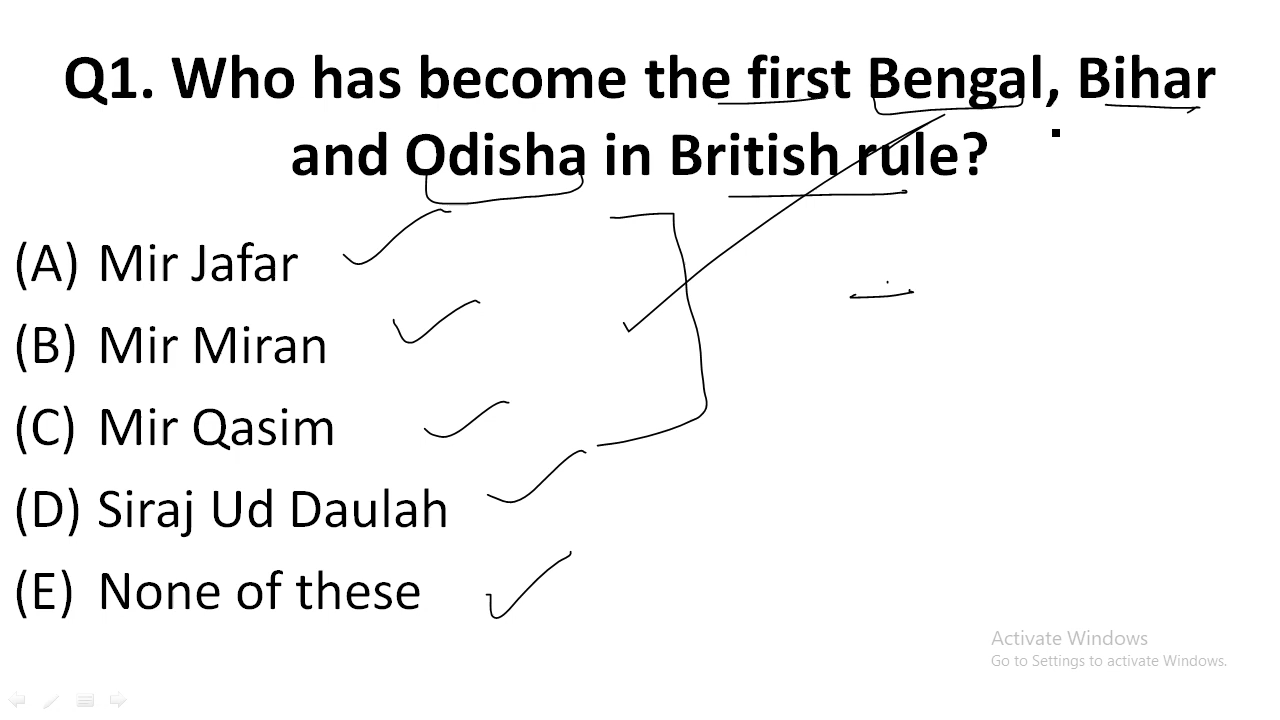 Q1. Who has become the first Bengal, Bihar
and Odisha in British rule?
(A) Mir Jafar
(B) Mir Miran
(C) Mir Qasim
(D) Siraj Ud Daulah
(E) None of these
Activate Windows
Go to Settings to activate Windows.